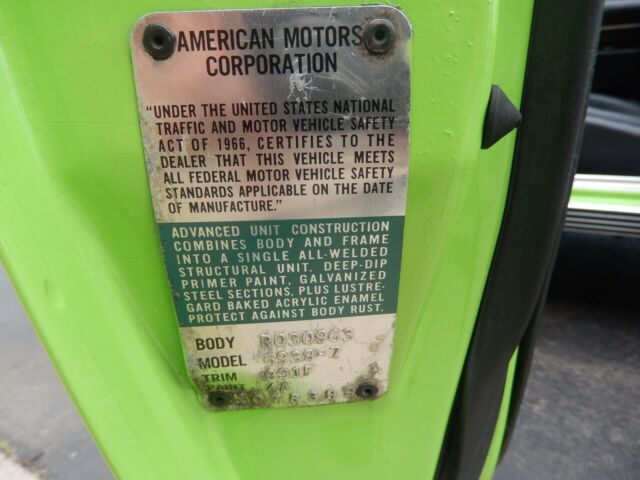 AMERICAN MOTORS
CORPORATION
"UNDER THE UNITED STATES NATIONAL
TRAFFIC AND MOTOR VEHICLE SAFETY
ACT OF 1966, CERTIFIES TO THE
DEALER THAT THIS VEHICLE MEETS
ALL FEDERAL MOTOR VEHICLE SAFETY
STANDARDS APPLICABLE ON THE DATE
OF MANUFACTURE."
ADVANCED UNIT CONSTRUCTION
COMBINES BODY AND FRAME
INTO A SINGLE ALL-WELDED
STRUCTURAL UNIT. DEEP-DIP
PRIMER PAINT, GALVANIZED
STEEL SECTIONS, PLUS LUSTRE-
GARD BAKED ACRYLIC ENAMEL
PROTECT AGAINST BODY RUST.
BODY
MODEL
TRIM
PAINT